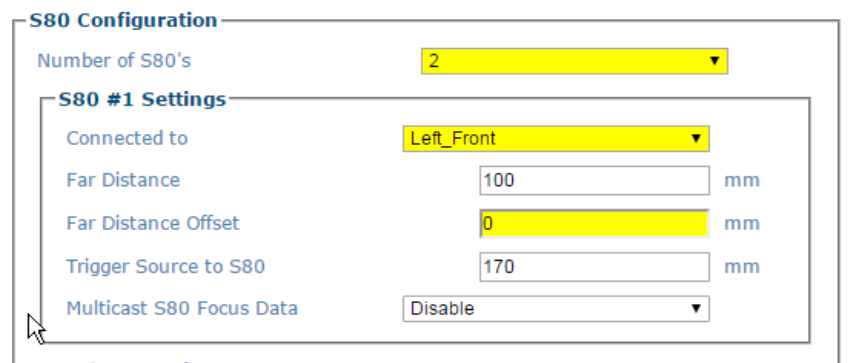 S80 Configuration
Number of S80's 2
S80 #1 Settings
Connected to Left_Front
Far Distance 100 mm
Far Distance Offset 0 mm
Trigger Source to S80 170 mm
Multicast S80 Focus Data Disable